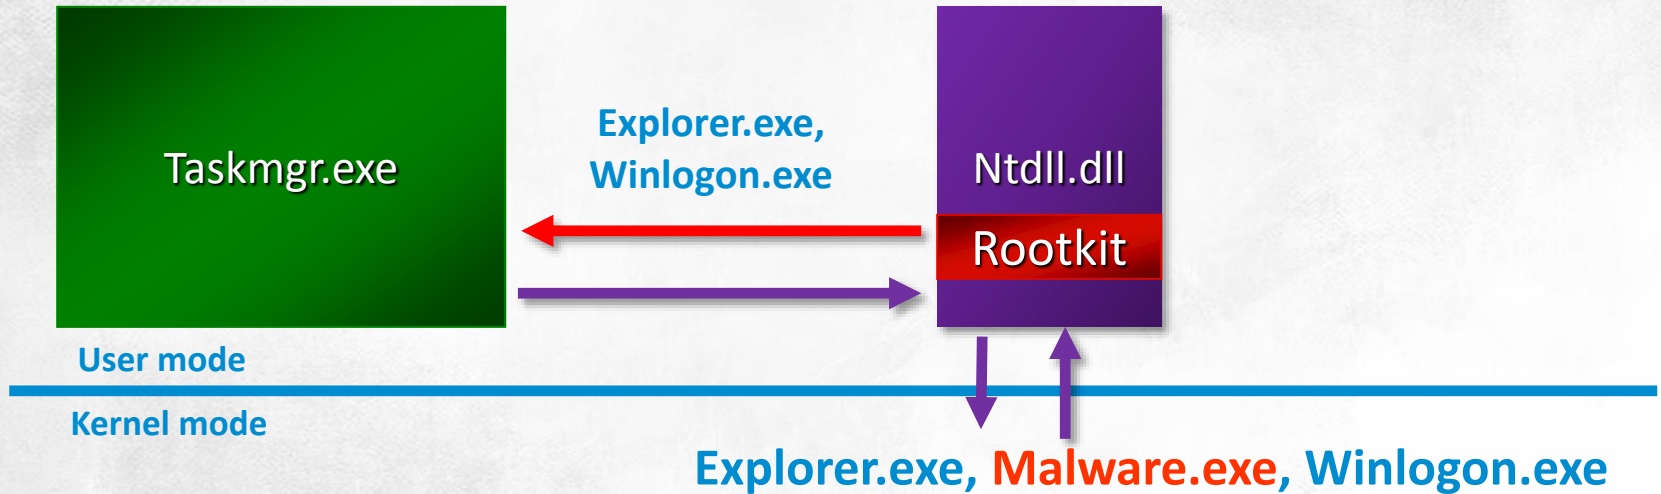 Explorer.exe,
Winlogon.exe
Taskmgr.exe
Ntdll.dll
Rootkit
User mode
Kernel mode
Explorer.exe, Malware.exe, Winlogon.exe